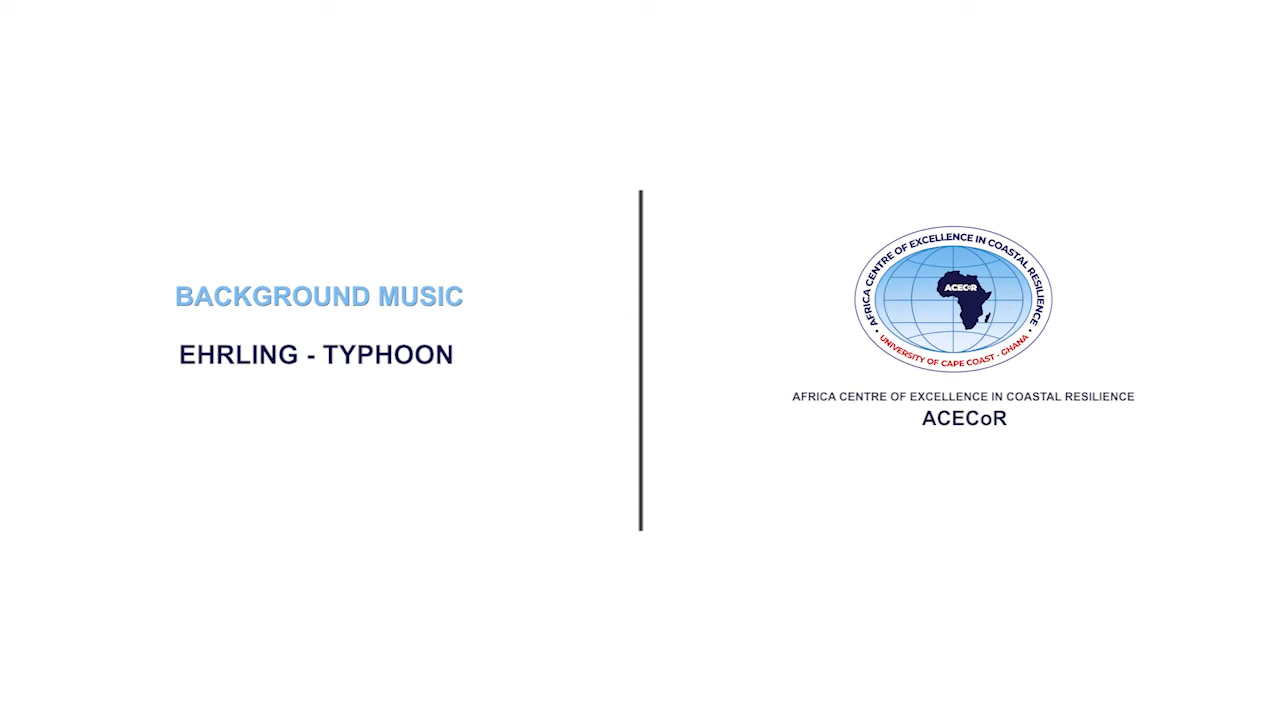 BACKGROUND MUSIC
EHRLING - TYPHOON
AFRICA CENTRE OF EXCELLENCE IN COASTAL RESILIENCE
ACECoR
• UNIVERSITY OF CAPE COAST - GHANA •
AFRICA CENTRE OF EXCELLENCE IN COASTAL RESILIENCE
ACECoR